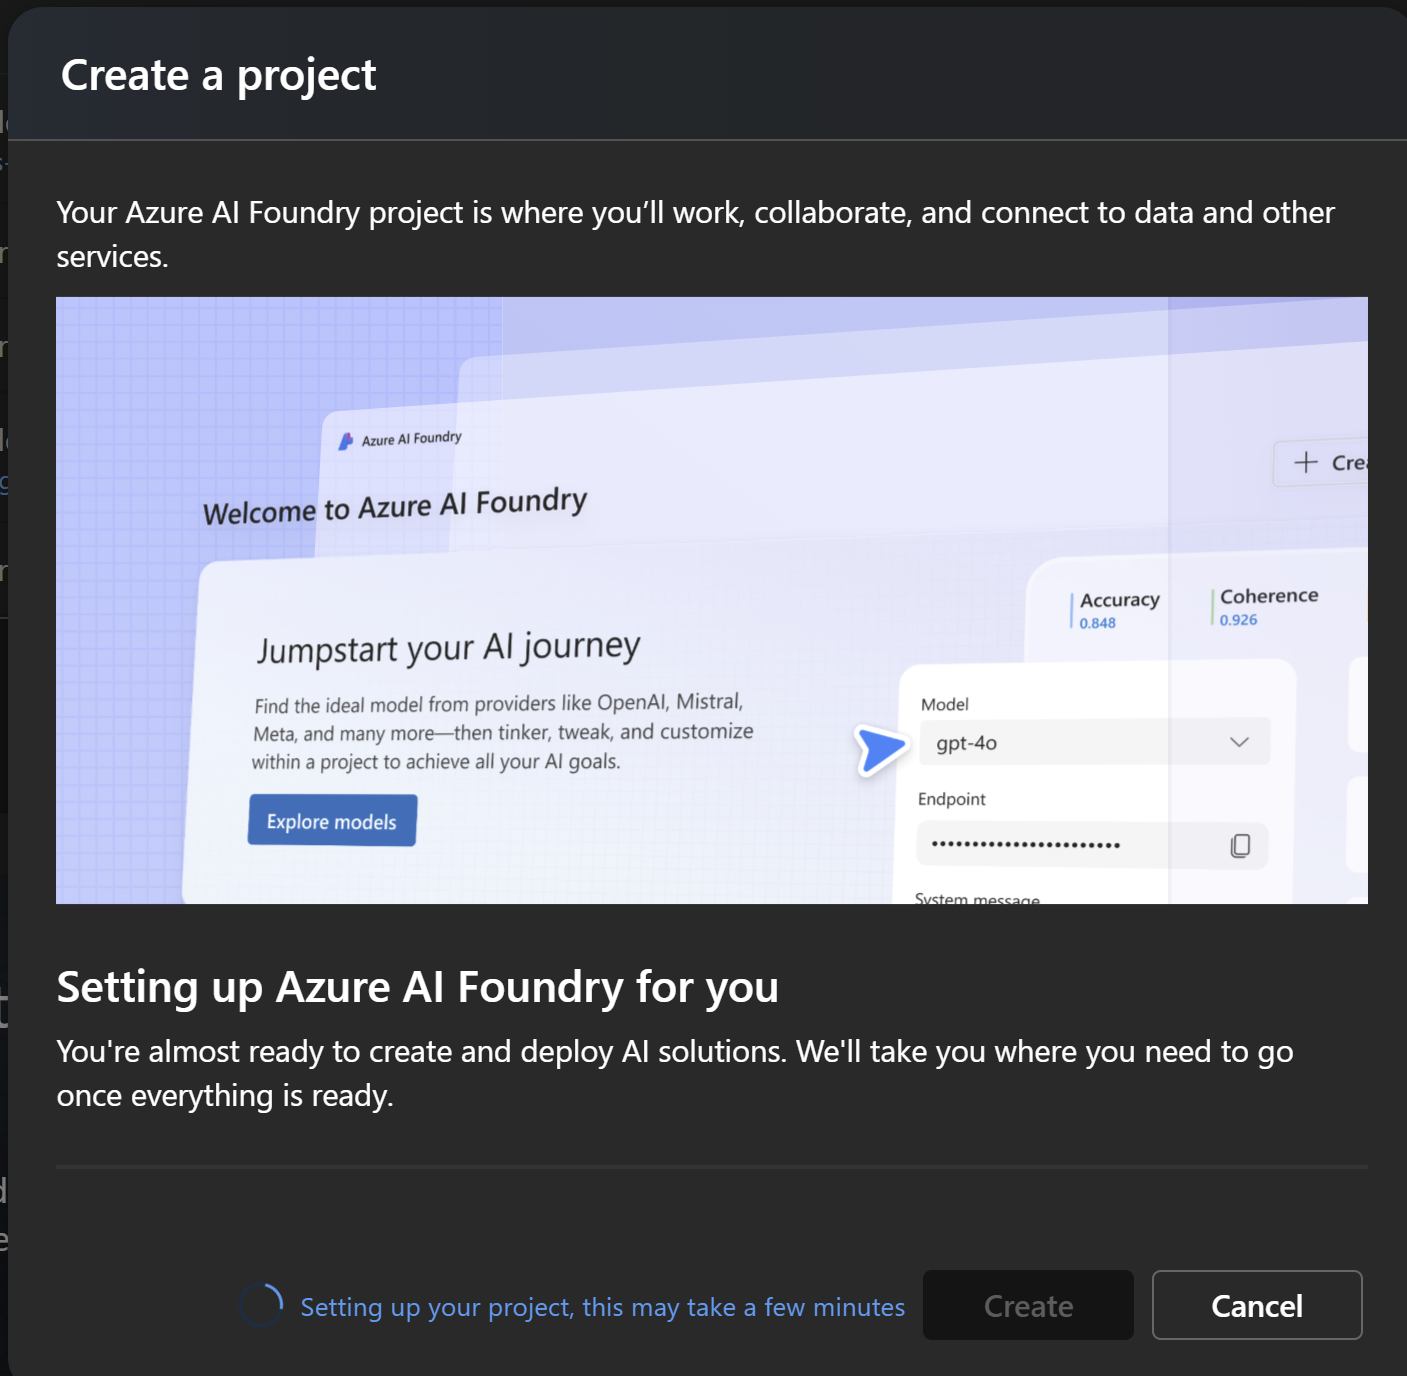 Create a project
Your Azure AI Foundry project is where you’ll work, collaborate, and connect to data and other
services.
Azure AI Foundry
Welcome to Azure AI Foundry
Jumpstart your AI journey
Find the ideal model from providers like OpenAI, Mistral,
Meta, and many more—then tinker, tweak, and customize
within a project to achieve all your AI goals.
Explore models
Accuracy
0.848
Coherence
0.926
Model
gpt-4o
Endpoint
•••••••••••••••••••••••
System message
Setting up Azure AI Foundry for you
You're almost ready to create and deploy AI solutions. We'll take you where you need to go
once everything is ready.
Setting up your project, this may take a few minutes
Create
Cancel